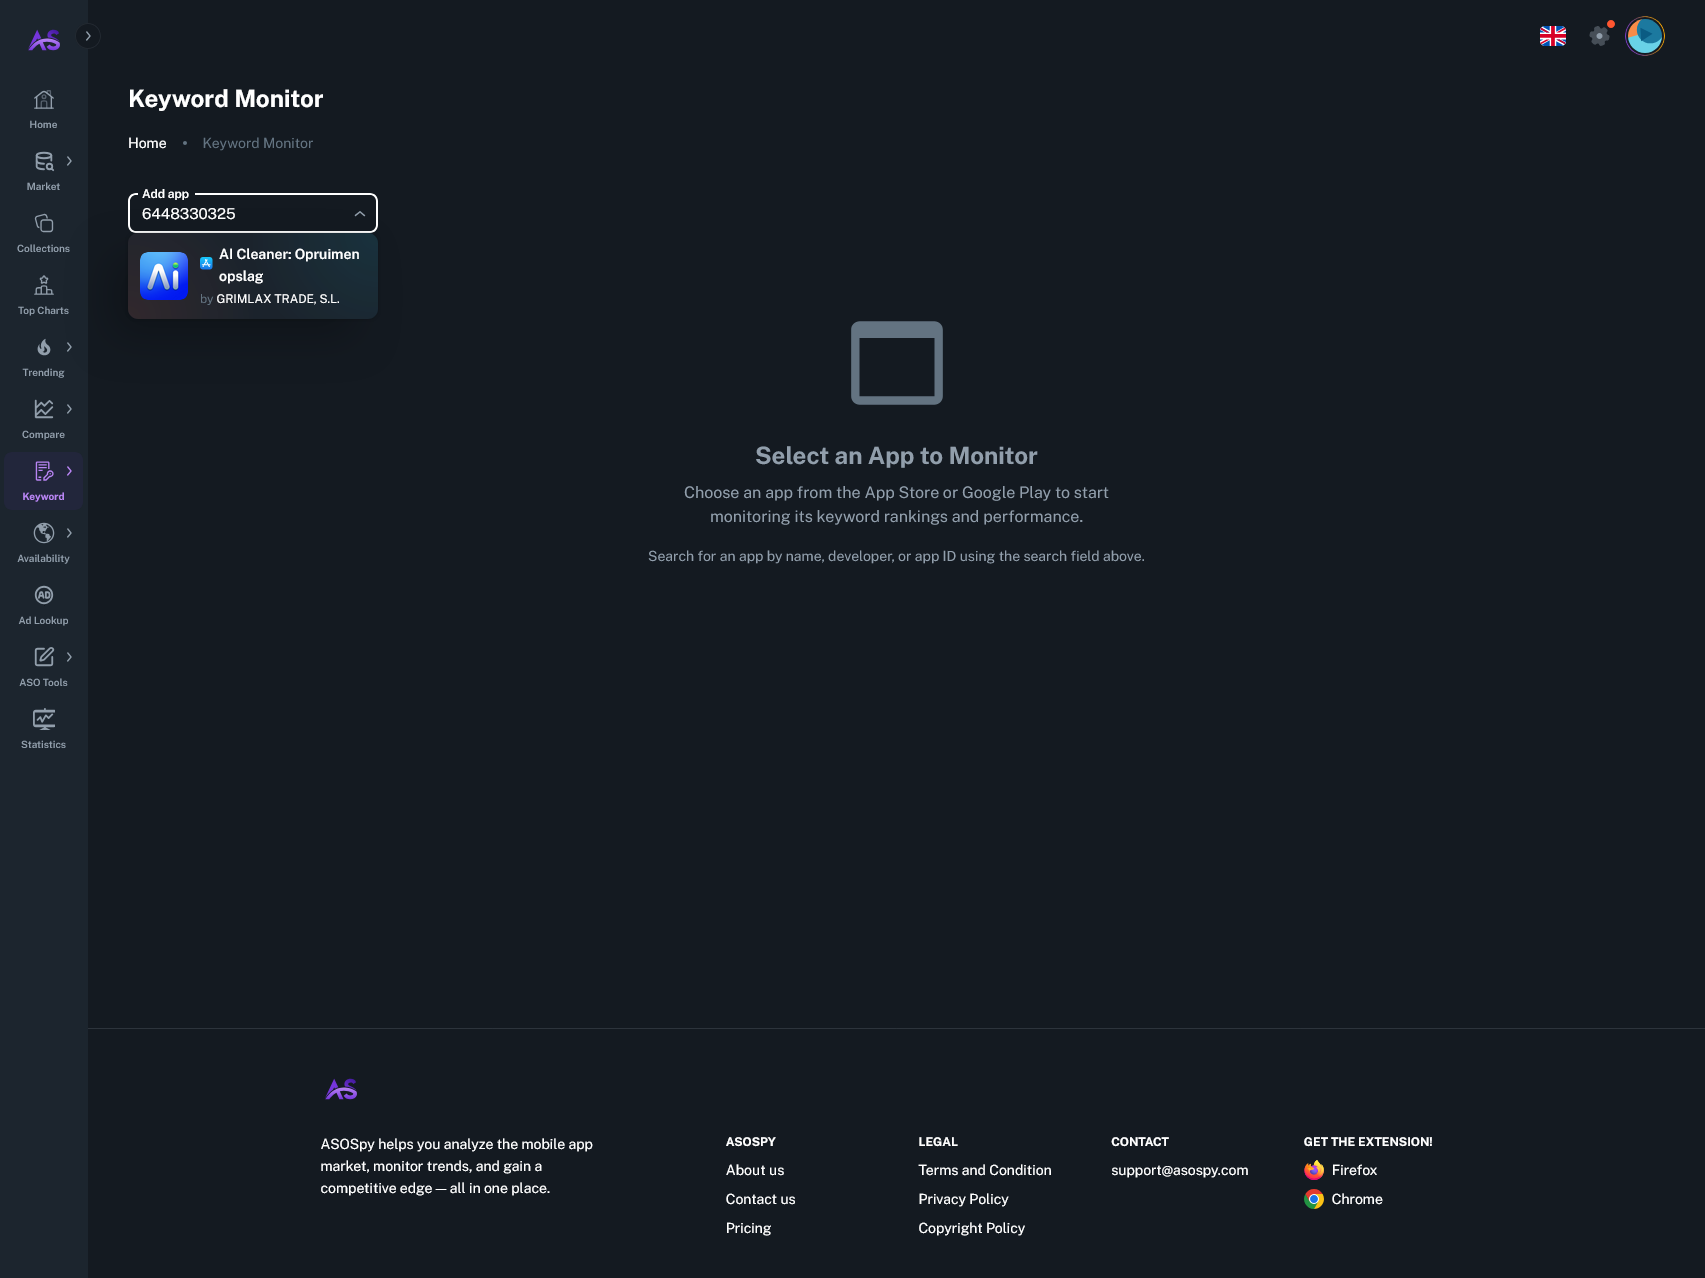 AS
Home
Market
Collections
Top Charts
Trending
Compare
Keyword
Availability
AD
Ad Lookup
ASO Tools
Statistics
Keyword Monitor
Home • Keyword Monitor
Add app
6448330325
Ai
AI Cleaner: Opruimen
opslag
by GRIMLAX TRADE, S.L.
Select an App to Monitor
Choose an app from the App Store or Google Play to start
monitoring its keyword rankings and performance.
Search for an app by name, developer, or app ID using the search field above.
AS
ASOSpy helps you analyze the mobile app
market, monitor trends, and gain a
competitive edge — all in one place.
ASOSPY
About us
Contact us
Pricing
LEGAL
Terms and Condition
Privacy Policy
Copyright Policy
CONTACT
support@asospy.com
GET THE EXTENSION!
Firefox
Chrome